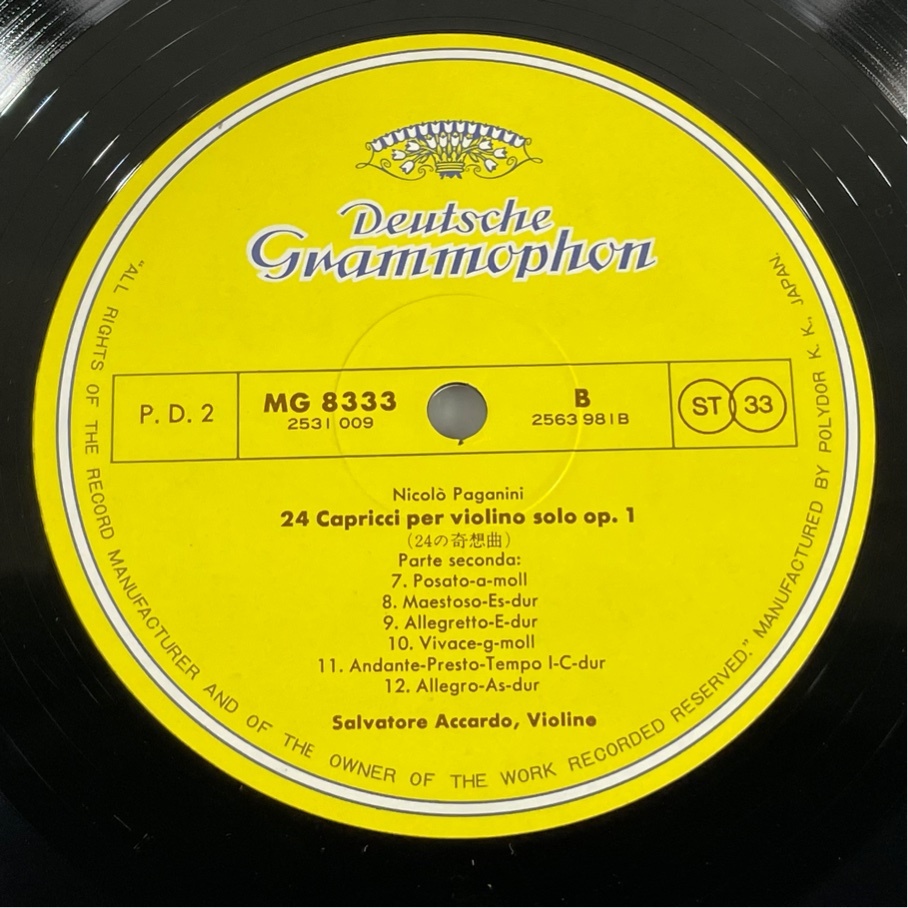 Deutsche
Grammophon
P. D. 2
MG 8333
2531 009
B
2563 981B
ST 33
Nicolò Paganini
24 Capricci per violino solo op. 1
(24の奇想曲)
Parte seconda:
7. Posato-a-moll
8. Maestoso-Es-dur
9. Allegretto-E-dur
10. Vivace-g-moll
11. Andante-Presto-Tempo I-C-dur
12. Allegro-As-dur
Salvatore Accardo, Violine
"ALL RIGHTS OF THE RECORD MANUFACTURER AND OF THE OWNER OF THE WORK RECORDED RESERVED." MANUFACTURED BY POLYDOR K. K., JAPAN.